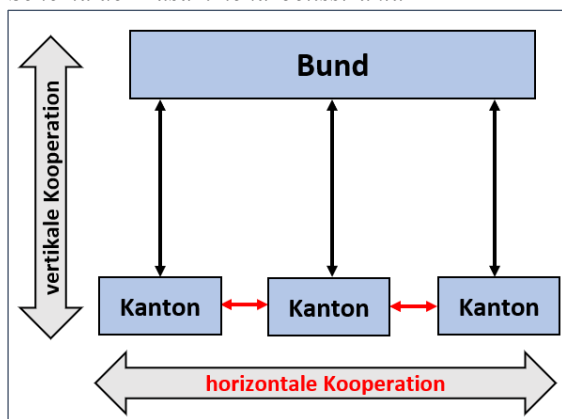 Bund
vertikale Kooperation
Kanton
Kanton
Kanton
horizontale Kooperation